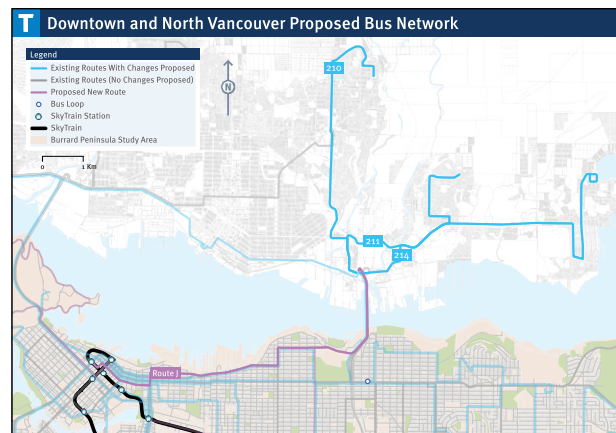 T Downtown and North Vancouver Proposed Bus Network
Legend
Existing Routes With Changes Proposed
Existing Routes (No Changes Proposed)
Proposed New Route
Bus Loop
SkyTrain Station
SkyTrain
Burrard Peninsula Study Area
0 1 Km
N
210
211
214
Route J